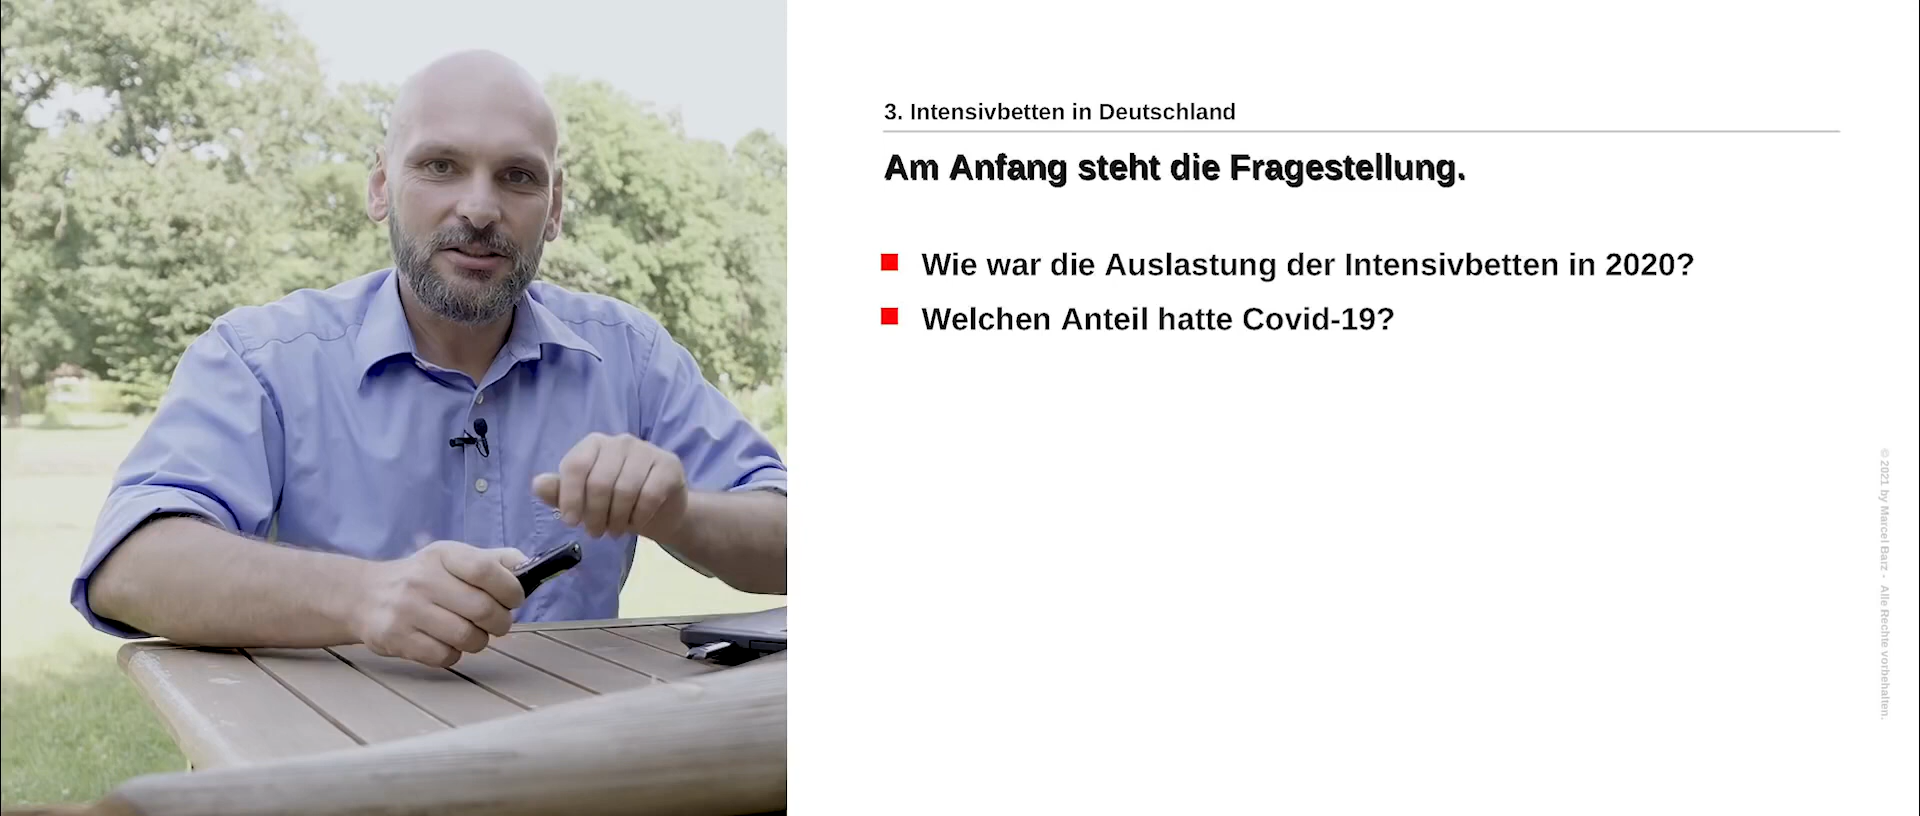 3. Intensivbetten in Deutschland
Am Anfang steht die Fragestellung.
Wie war die Auslastung der Intensivbetten in 2020?
Welchen Anteil hatte Covid-19?
© 2021 by Marcel Barz - Alle Rechte vorbehalten.